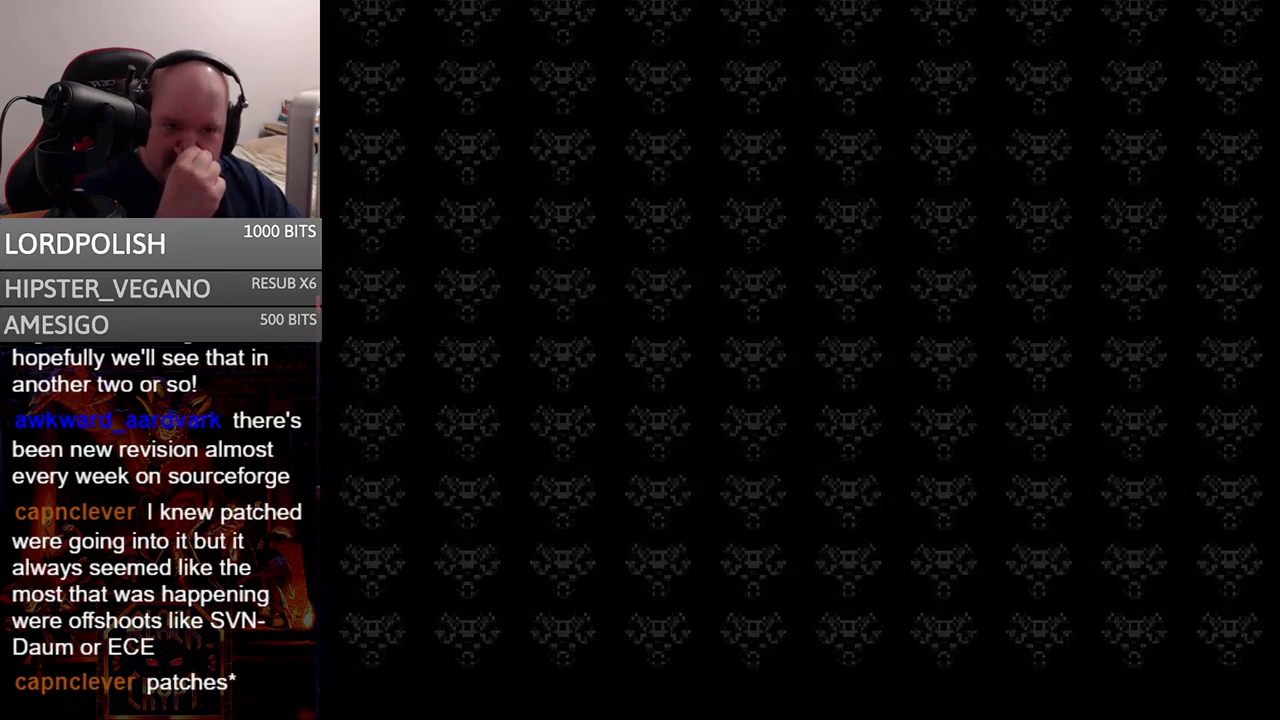 LORDPOLISH 1000 BITS
HIPSTER_VEGANO RESUB X6
AMESIGO 500 BITS
hopefully we'll see that in
another two or so!
awkward_aardvark there's
been new revision almost
every week on sourceforge
capnclever I knew patched
were going into it but it
always seemed like the
most that was happening
were offshoots like SVN-
Daum or ECE
capnclever patches*